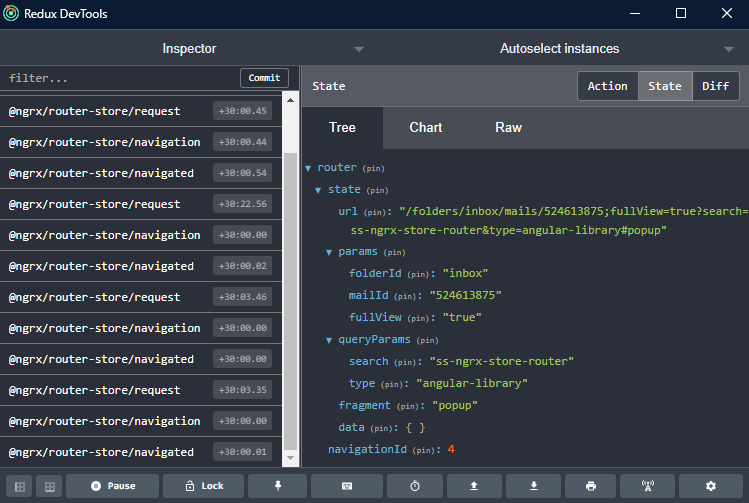 Redux DevTools
Inspector
Autoselect instances
filter...
Commit
@ngrx/router-store/request +30:00.45
@ngrx/router-store/navigation +30:00.44
@ngrx/router-store/navigated +30:00.54
@ngrx/router-store/request +30:22.56
@ngrx/router-store/navigation +30:00.00
@ngrx/router-store/navigated +30:00.02
@ngrx/router-store/request +30:03.46
@ngrx/router-store/navigation +30:00.00
@ngrx/router-store/navigated +30:00.00
@ngrx/router-store/request +30:03.35
@ngrx/router-store/navigation +30:00.00
@ngrx/router-store/navigated +30:00.01
State
Action State Diff
Tree Chart Raw
router (pin)
state (pin)
url (pin): "/folders/inbox/mails/524613875;fullView=true?search=
ss-ngrx-store-router&type=angular-library#popup"
params (pin)
folderId (pin): "inbox"
mailId (pin): "524613875"
fullView (pin): "true"
queryParams (pin)
search (pin): "ss-ngrx-store-router"
type (pin): "angular-library"
fragment (pin): "popup"
data (pin): { }
navigationId (pin): 4
Pause Lock